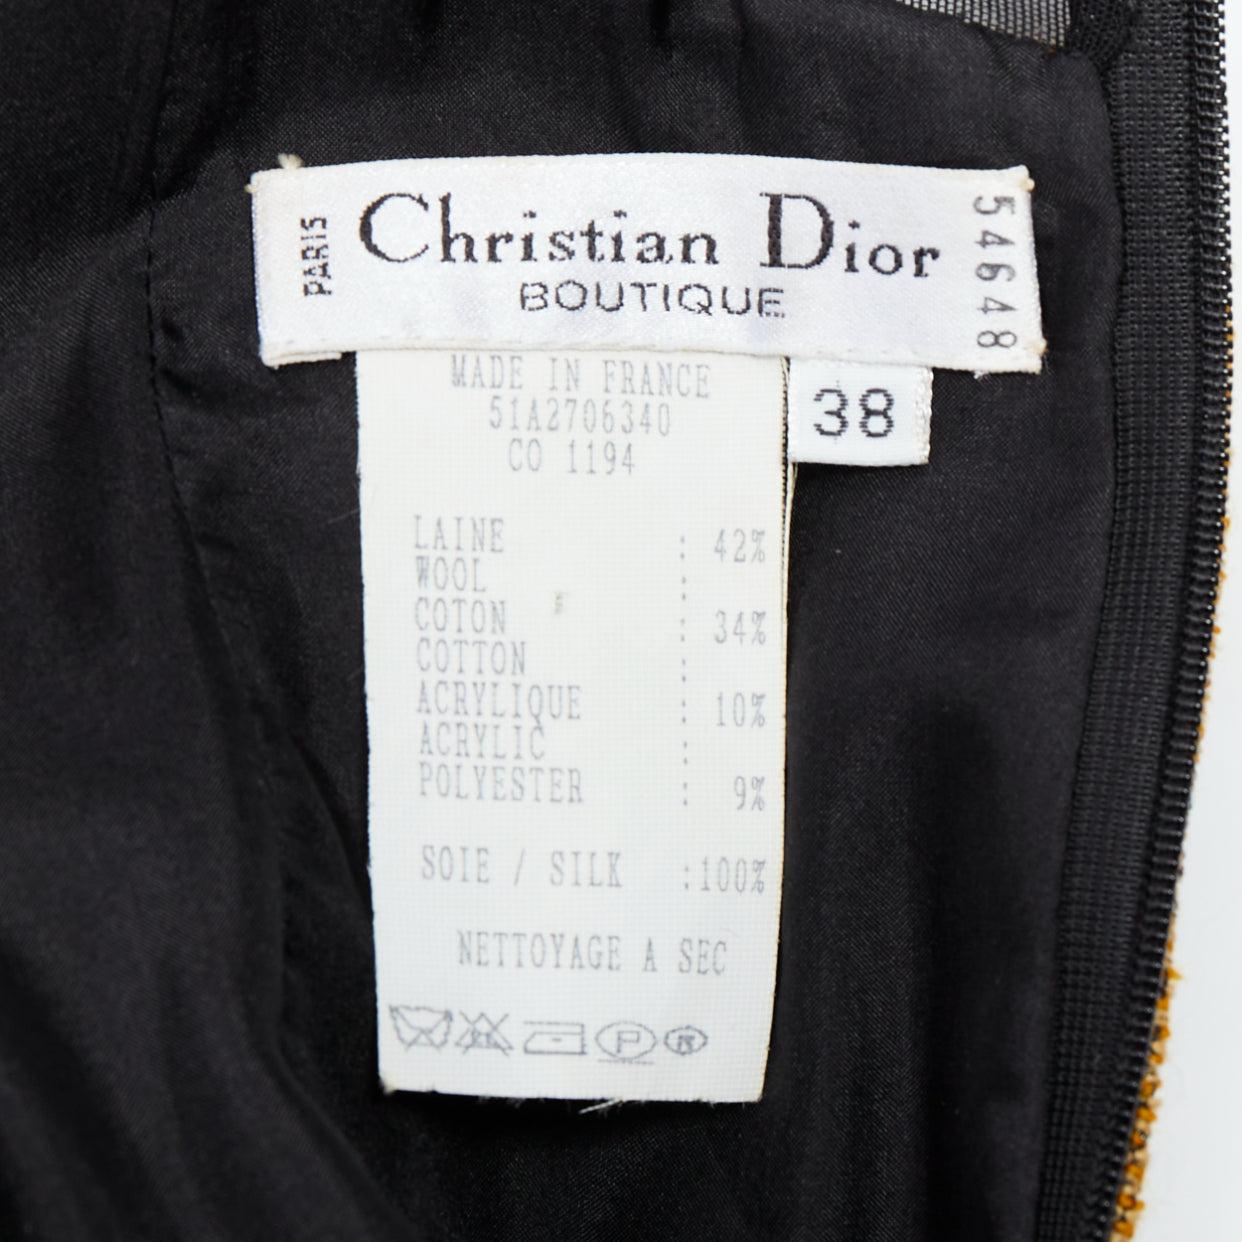 PARIS
Christian Dior
BOUTIQUE
54648
38
MADE IN FRANCE
51A2706340
CO 1194
LAINE : 42%
WOOL :
COTON : 34%
COTTON :
ACRYLIQUE : 10%
ACRYLIC :
POLYESTER : 9%
SOIE / SILK :100%
NETTOYAGE A SEC
P